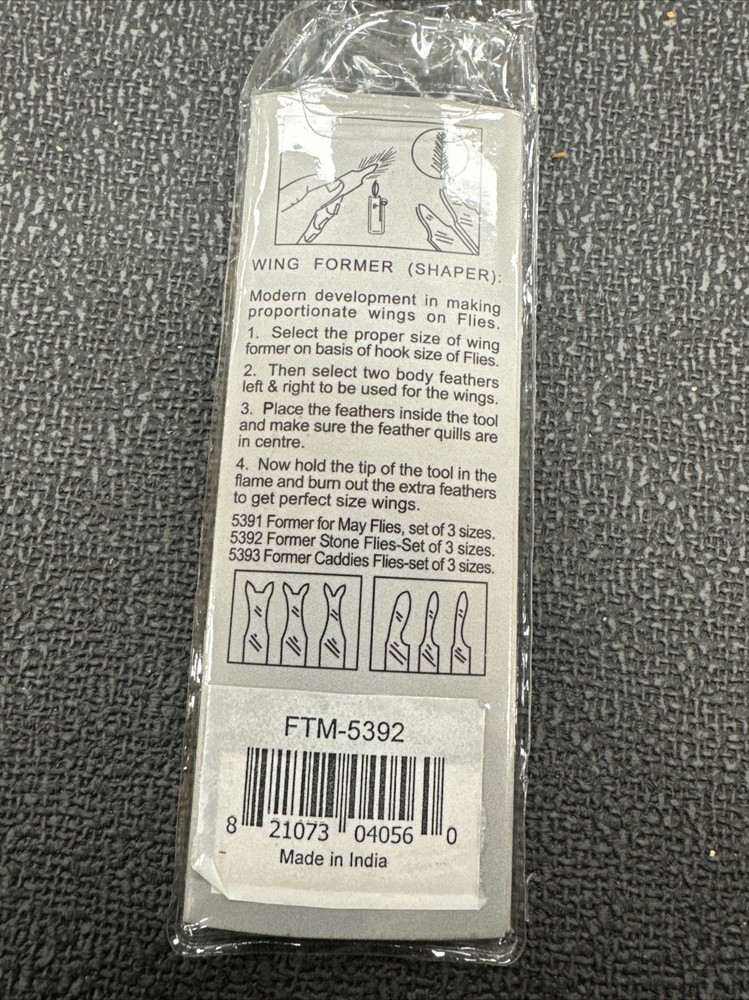 WING FORMER (SHAPER):
Modern development in making
proportionate wings on Flies.
1. Select the proper size of wing
former on basis of hook size of Flies.
2. Then select two body feathers
left & right to be used for the wings.
3. Place the feathers inside the tool
and make sure the feather quills are
in centre.
4. Now hold the tip of the tool in the
flame and burn out the extra feathers
to get perfect size wings.
5391 Former for May Flies, set of 3 sizes.
5392 Former Stone Flies-Set of 3 sizes.
5393 Former Caddies Flies-set of 3 sizes.
FTM-5392
8 21073 04056 0
Made in India